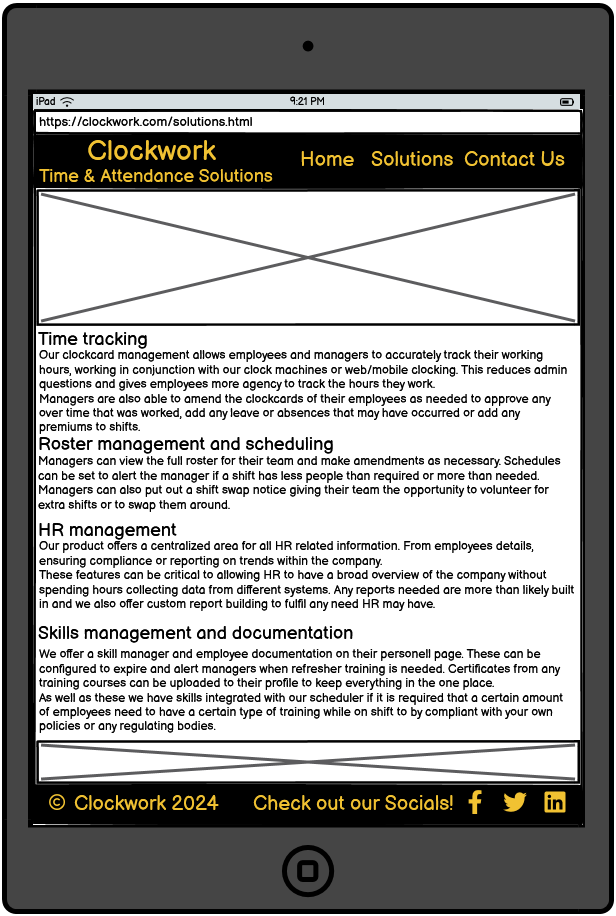 iPad 9:21 PM
https://clockwork.com/solutions.html
Clockwork
Time & Attendance Solutions
Home Solutions Contact Us
Time tracking
Our clockcard management allows employees and managers to accurately track their working
hours, working in conjunction with our clock machines or web/mobile clocking. This reduces admin
questions and gives employees more agency to track the hours they work.
Managers are also able to amend the clockcards of their employees as needed to approve any
over time that was worked, add any leave or absences that may have occurred or add any
premiums to shifts.
Roster management and scheduling
Managers can view the full roster for their team and make amendments as necessary. Schedules
can be set to alert the manager if a shift has less people than required or more than needed.
Managers can also put out a shift swap notice giving their team the opportunity to volunteer for
extra shifts or to swap them around.
HR management
Our product offers a centralized area for all HR related information. From employees details,
ensuring compliance or reporting on trends within the company.
These features can be critical to allowing HR to have a broad overview of the company without
spending hours collecting data from different systems. Any reports needed are more than likely built
in and we also offer custom report building to fulfil any need HR may have.
Skills management and documentation
We offer a skill manager and employee documentation on their personell page. These can be
configured to expire and alert managers when refresher training is needed. Certificates from any
training courses can be uploaded to their profile to keep everything in the one place.
As well as these we have skills integrated with our scheduler if it is required that a certain amount
of employees need to have a certain type of training while on shift to by compliant with your own
policies or any regulating bodies.
© Clockwork 2024 Check out our Socials!